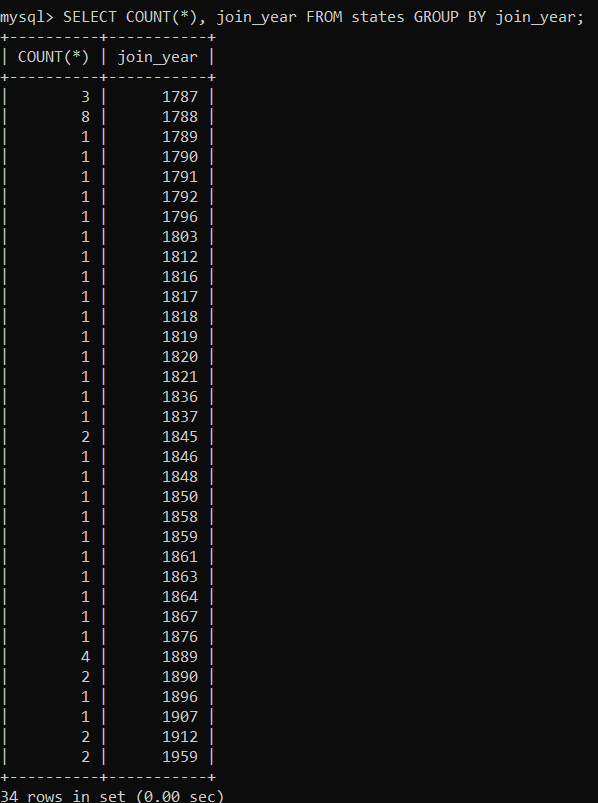 mysql> SELECT COUNT(*), join_year FROM states GROUP BY join_year;
+----------+-----------+
| COUNT(*) | join_year |
+----------+-----------+
|        3 |      1787 |
|        8 |      1788 |
|        1 |      1789 |
|        1 |      1790 |
|        1 |      1791 |
|        1 |      1792 |
|        1 |      1796 |
|        1 |      1803 |
|        1 |      1812 |
|        1 |      1816 |
|        1 |      1817 |
|        1 |      1818 |
|        1 |      1819 |
|        1 |      1820 |
|        1 |      1821 |
|        1 |      1836 |
|        1 |      1837 |
|        2 |      1845 |
|        1 |      1846 |
|        1 |      1848 |
|        1 |      1850 |
|        1 |      1858 |
|        1 |      1859 |
|        1 |      1861 |
|        1 |      1863 |
|        1 |      1864 |
|        1 |      1867 |
|        1 |      1876 |
|        4 |      1889 |
|        2 |      1890 |
|        1 |      1896 |
|        1 |      1907 |
|        2 |      1912 |
|        2 |      1959 |
+----------+-----------+
34 rows in set (0.00 sec)